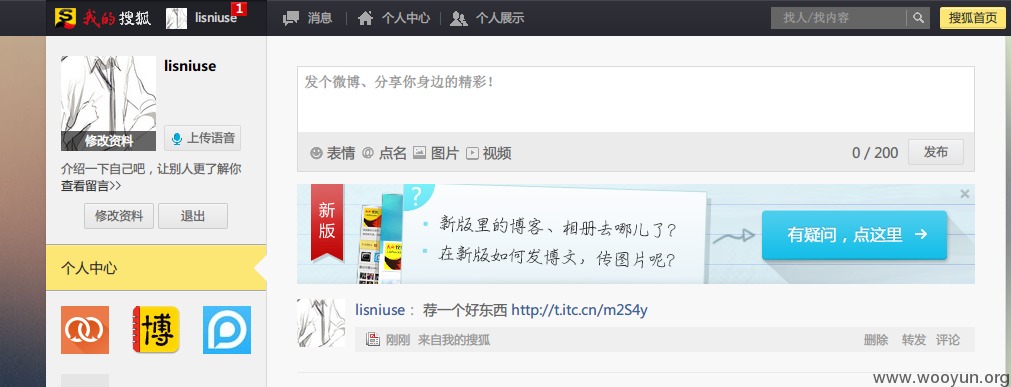 我的搜狐 lisniuse 1 消息 个人中心 个人展示 找人/找内容 搜狐首页
lisniuse
修改资料
上传语音
介绍一下自己吧，让别人更了解你
查看留言>>
修改资料 退出
个人中心
博
发个微博、分享你身边的精彩！
表情 点名 图片 视频 0 / 200 发布
新版
新版里的博客、相册去哪儿了？
在新版如何发博文，传图片呢？
有疑问，点这里
lisniuse： 荐一个好东西 http://t.itc.cn/m2S4y
刚刚 来自我的搜狐 删除 转发 评论
www.wooyun.org